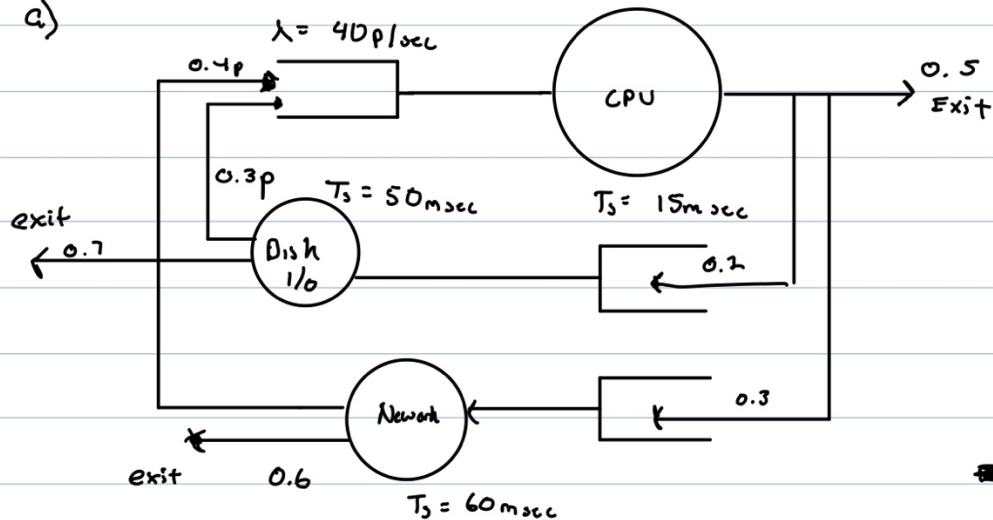 a)
λ = 40p/sec
0.4p
CPU
0.5
Exit
0.3p
Ts = 50msec
Ts = 15msec
exit
0.7
Disk
I/O
0.2
0.3
Nework
exit
0.6
Ts = 60msec